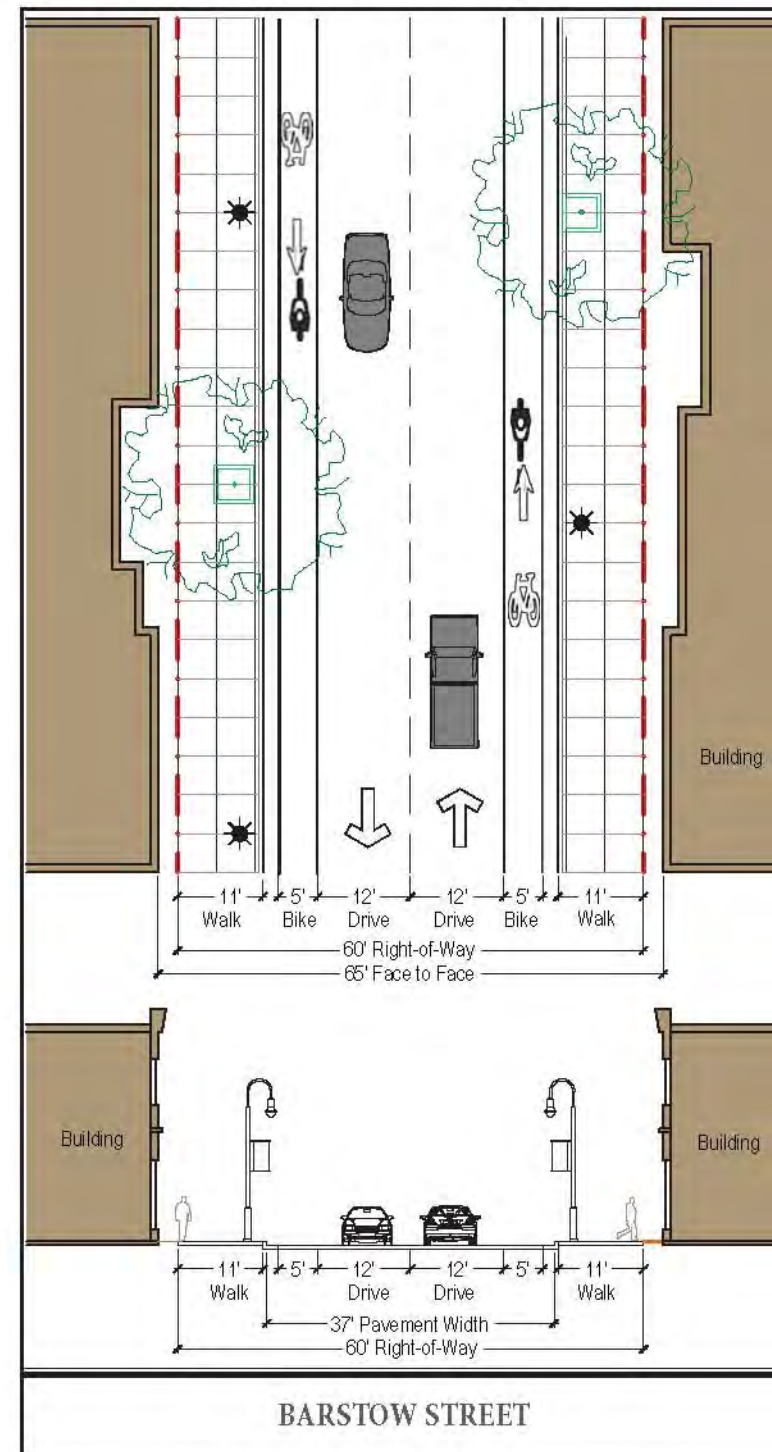 Building
11' 5' 12' 12' 5' 11'
Walk Bike Drive Drive Bike Walk
60' Right-of-Way
65' Face to Face
Building Building
11' 5' 12' 12' 5' 11'
Walk Drive Drive Walk
37' Pavement Width
60' Right-of-Way
BARSTOW STREET